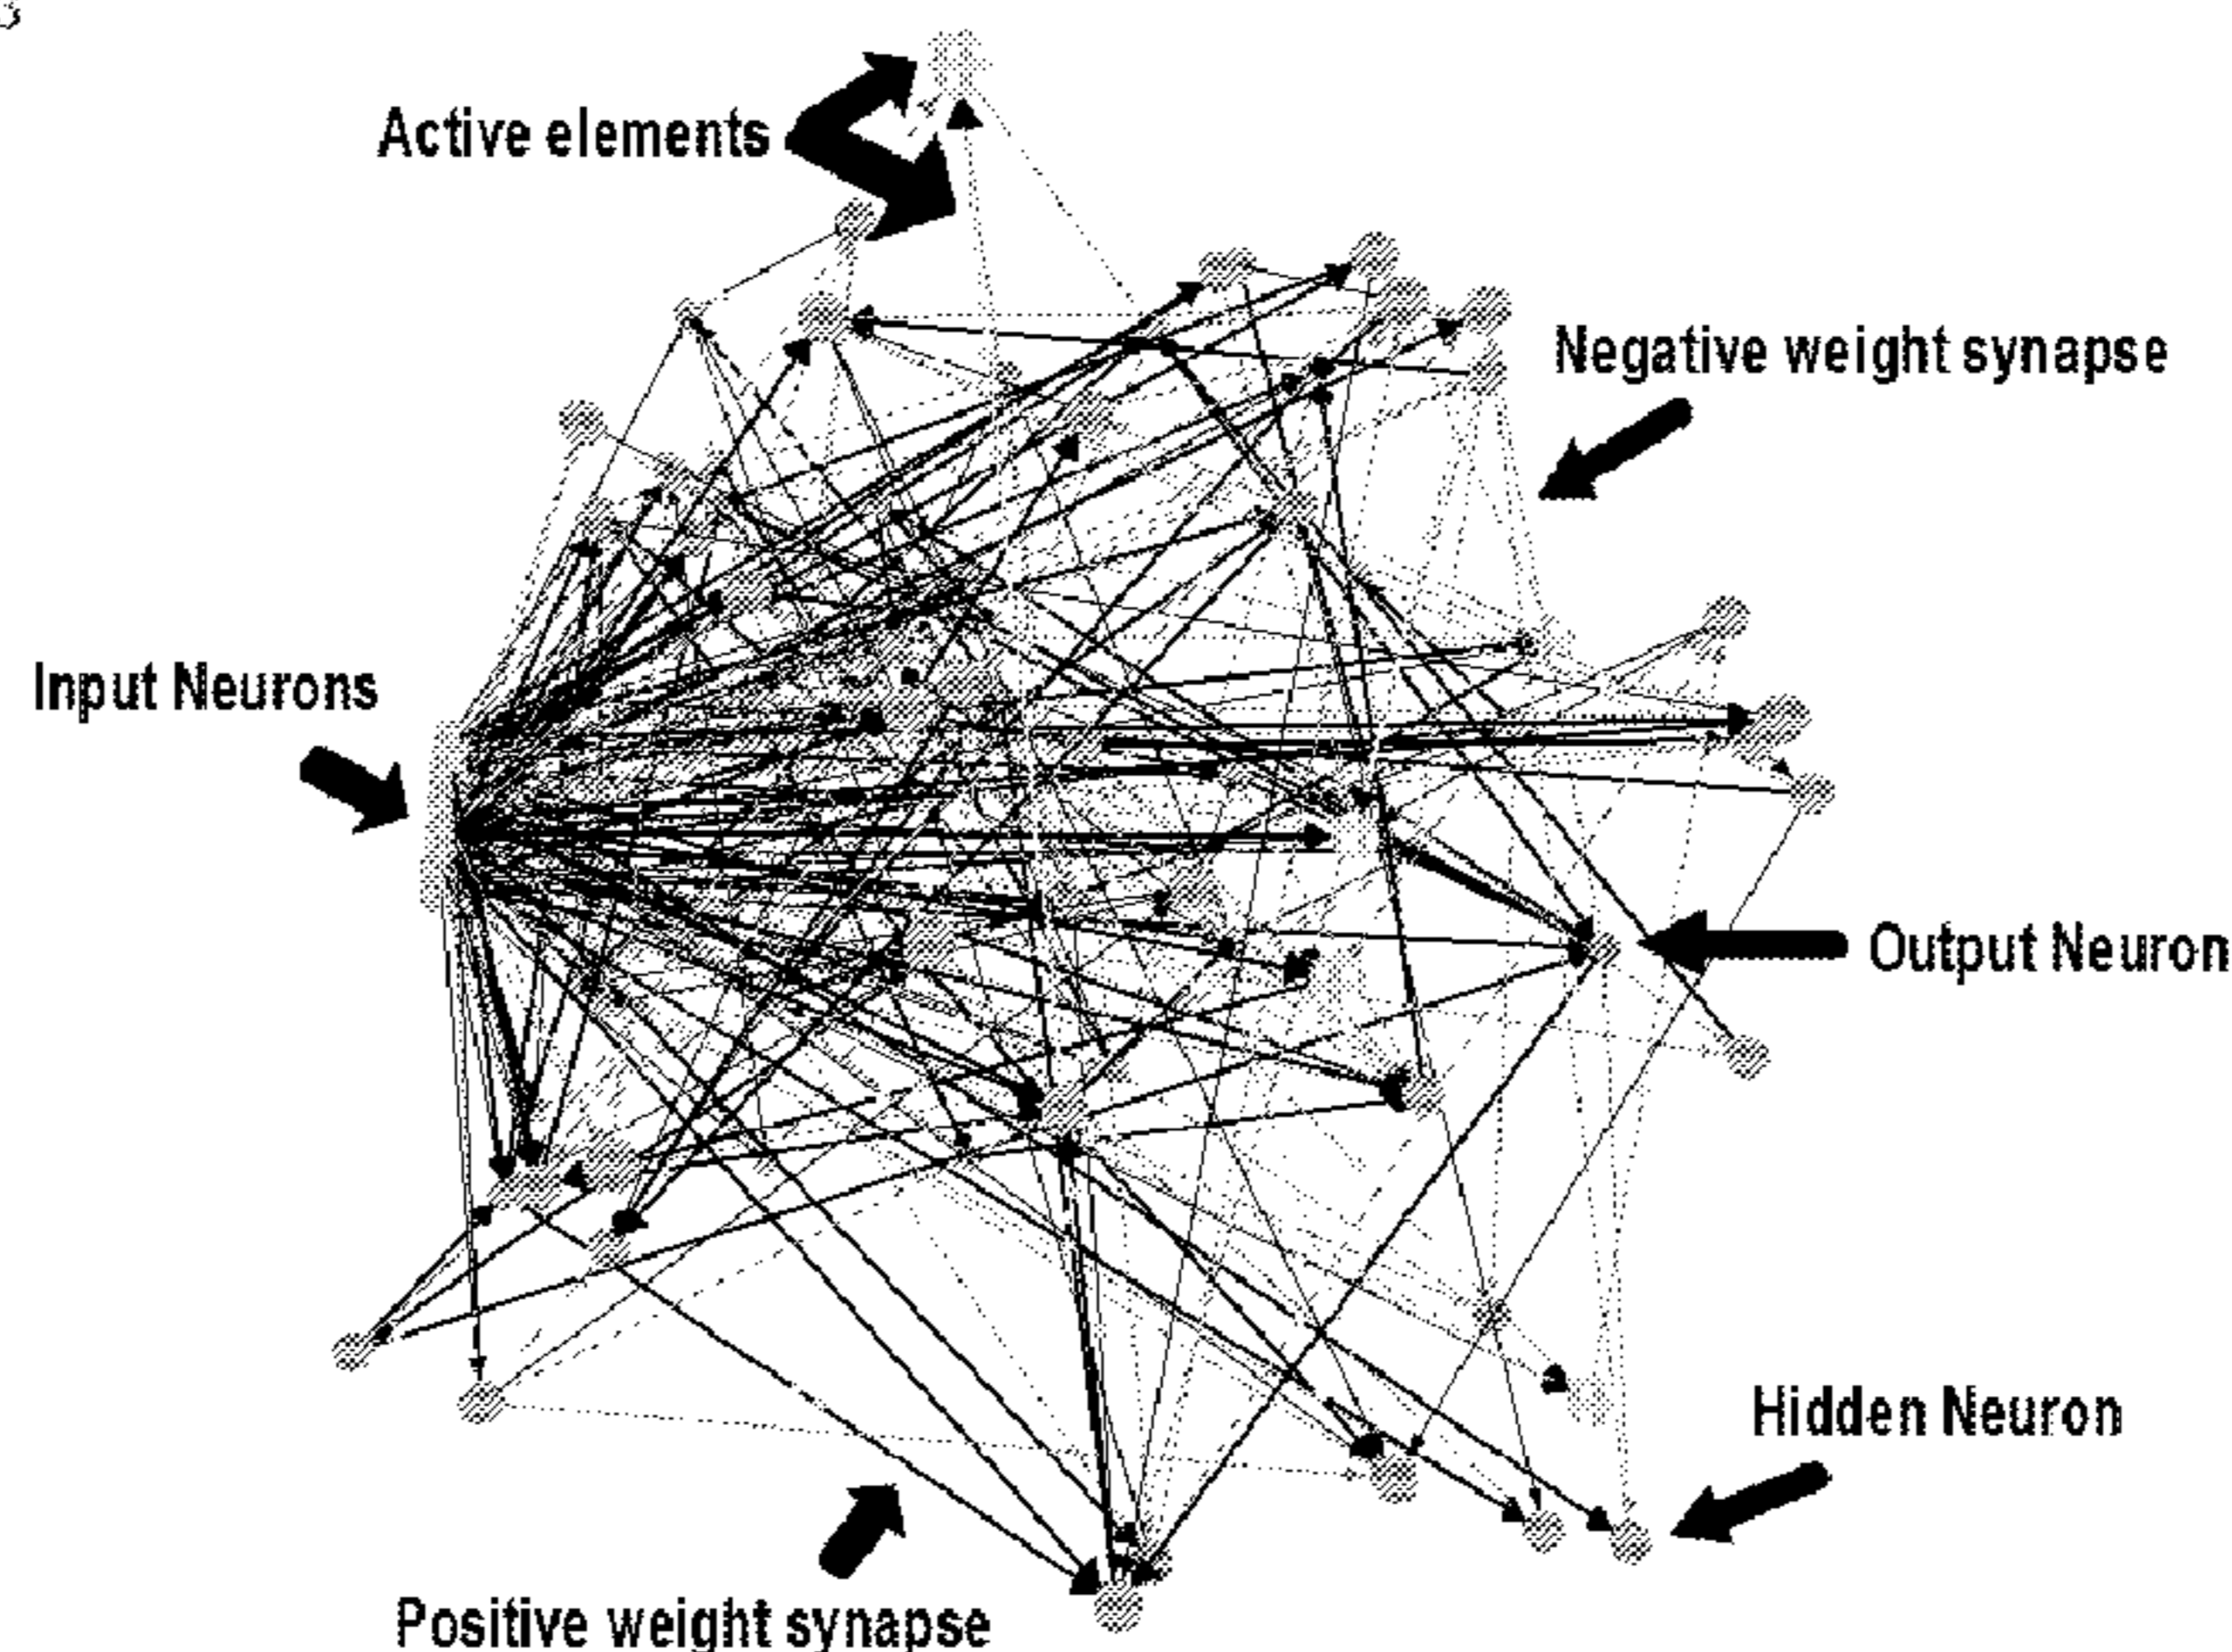 Active elements
Negative weight synapse
Input Neurons
Output Neuron
Hidden Neuron
Positive weight synapse